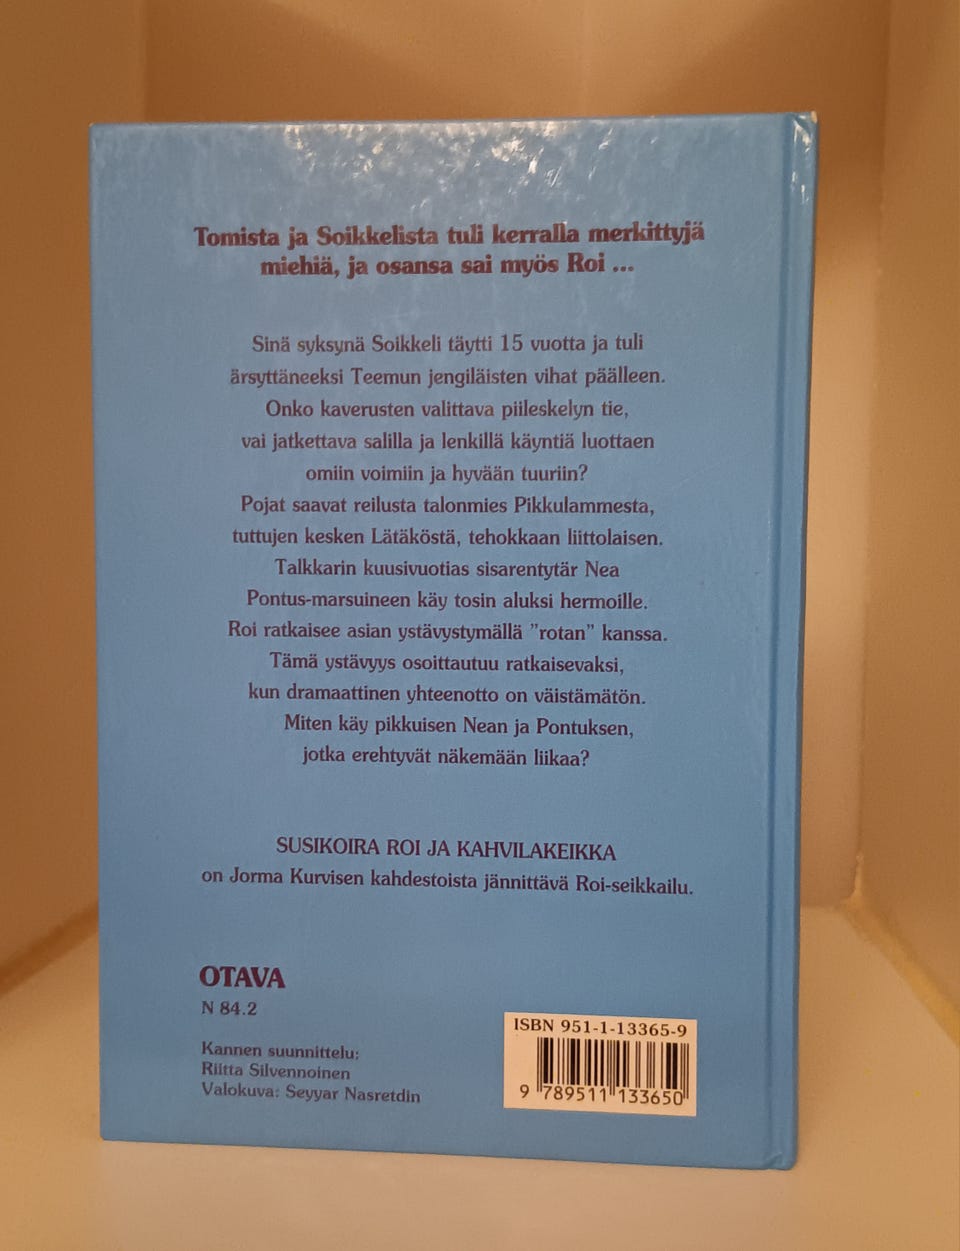 Tomista ja Soikkelista tuli kerralla merkittyjä
miehiä, ja osansa sai myös Roi ...
Sinä syksynä Soikkeli täytti 15 vuotta ja tuli
ärsyttäneeksi Teemun jengiläisten vihat päälleen.
Onko kaverusten valittava piileskelyn tie,
vai jatkettava salilla ja lenkillä käyntiä luottaen
omiin voimiin ja hyvään tuuriin?
Pojat saavat reilusta talonmies Pikkulammesta,
tuttujen kesken Lätäköstä, tehokkaan liittolaisen.
Talkkarin kuusivuotias sisarentytär Nea
Pontus-marsuineen käy tosin aluksi hermoille.
Roi ratkaisee asian ystävystymällä ”rotan” kanssa.
Tämä ystävyys osoittautuu ratkaisevaksi,
kun dramaattinen yhteenotto on väistämätön.
Miten käy pikkuisen Nean ja Pontuksen,
jotka erehtyvät näkemään liikaa?
SUSIKOIRA ROI JA KAHVILAKEIKKA
on Jorma Kurvisen kahdestoista jännittävä Roi-seikkailu.
OTAVA
N 84.2
Kannen suunnittelu:
Riitta Silvennoinen
Valokuva: Seyyar Nasretdin
ISBN 951-1-13365-9
9 789511 133650